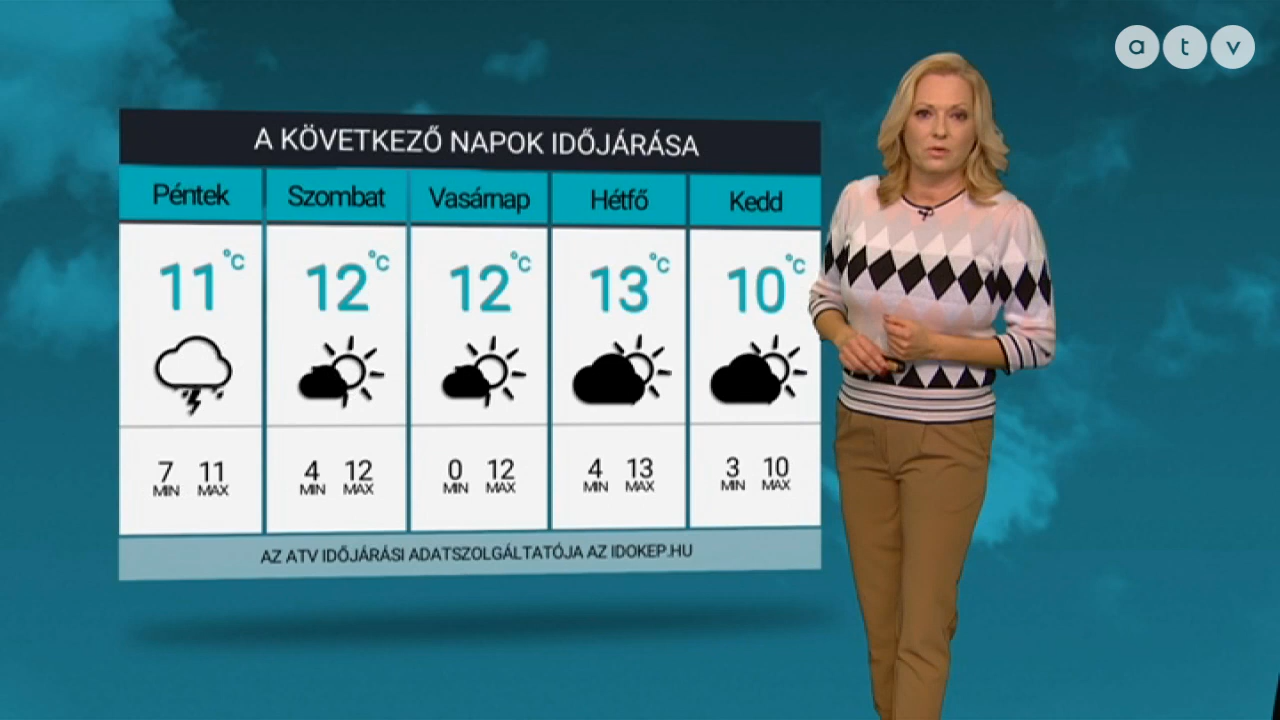 atv
A KÖVETKEZŐ NAPOK IDŐJÁRÁSA
Péntek Szombat Vasárnap Hétfő Kedd
11°C 12°C 12°C 13°C 10°C
7 11 4 12 0 12 4 13 3 10
MIN MAX MIN MAX MIN MAX MIN MAX MIN MAX
AZ ATV IDŐJÁRÁSI ADATSZOLGÁLTATÓJA AZ IDOKEP.HU